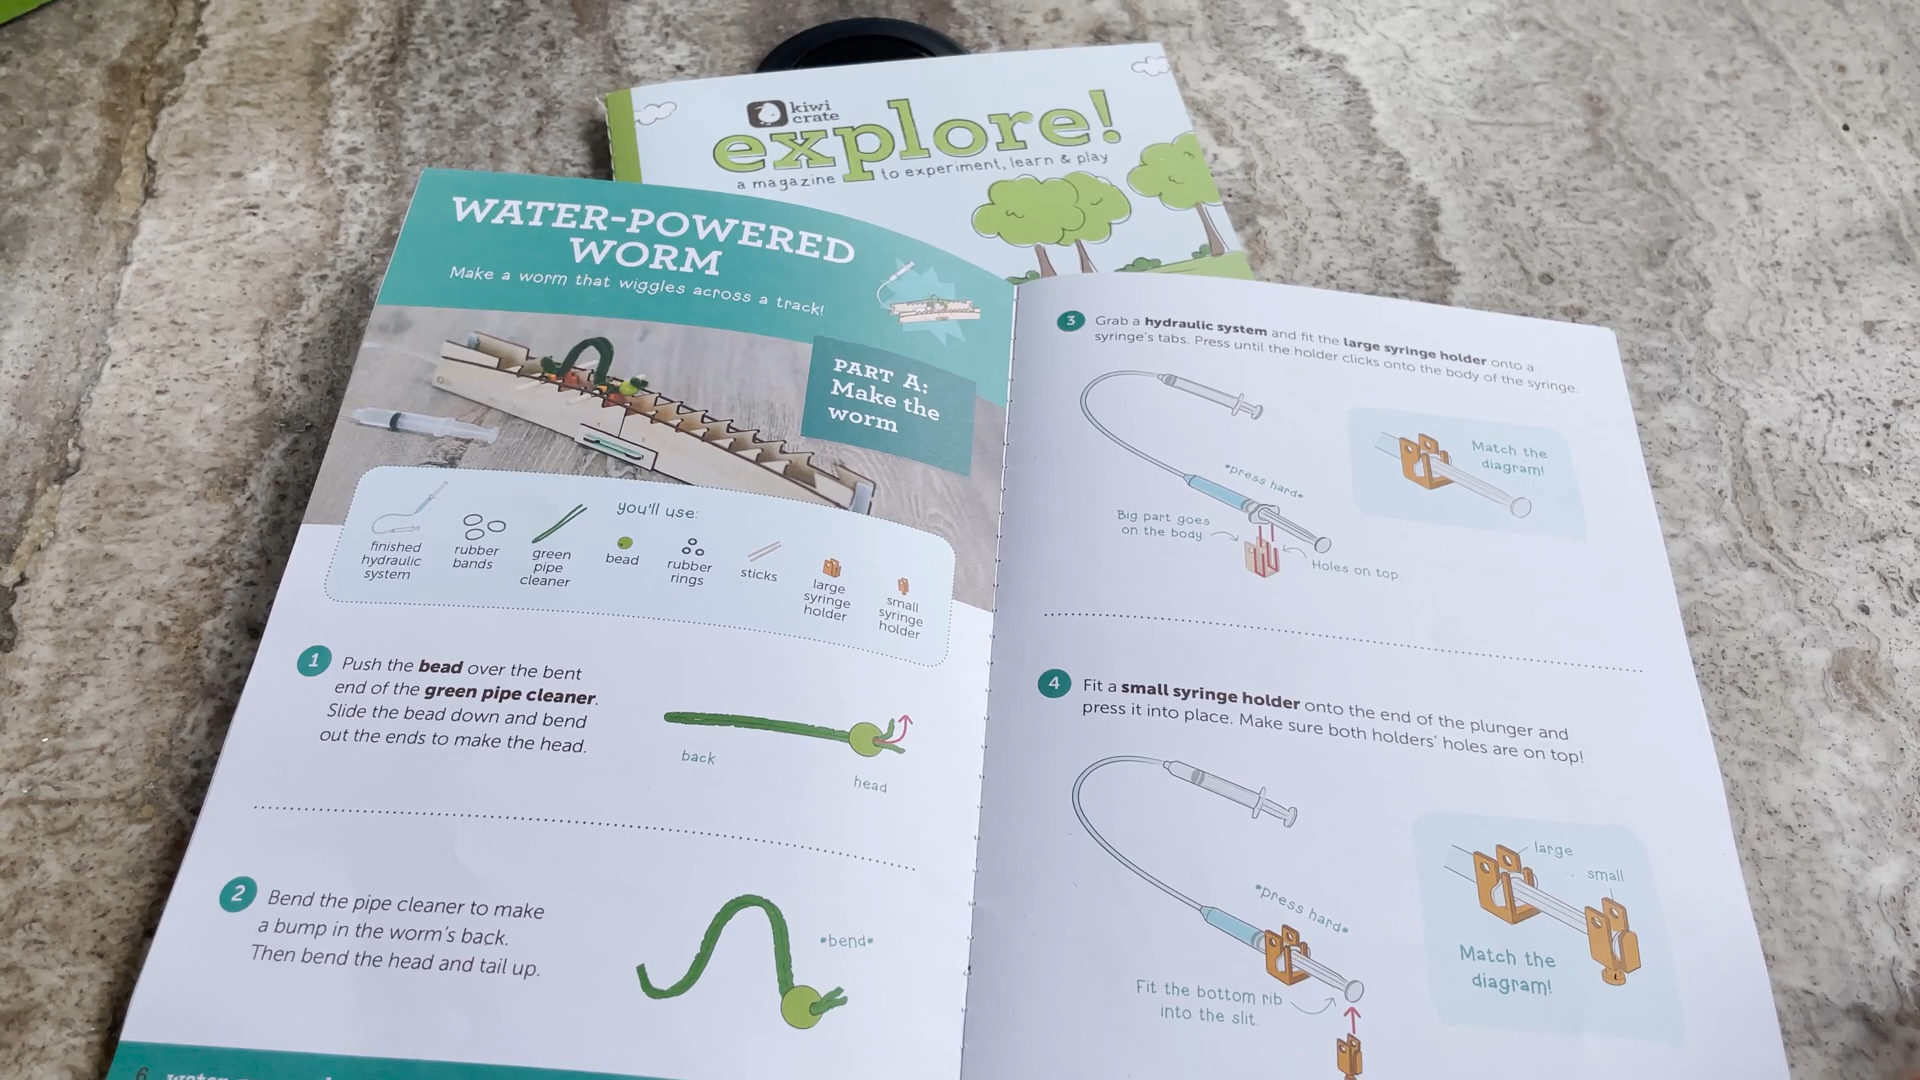 kiwi
crate
explore!
a magazine to experiment, learn & play
WATER-POWERED
WORM
Make a worm that wiggles across a track!
PART A:
Make the
worm
you'll use:
finished
hydraulic
system
rubber
bands
green
pipe
cleaner
bead
rubber
rings
sticks
large
syringe
holder
small
syringe
holder
1
Push the bead over the bent
end of the green pipe cleaner.
Slide the bead down and bend
out the ends to make the head.
back
head
2
Bend the pipe cleaner to make
a bump in the worm's back.
Then bend the head and tail up.
•bend•
6
3
Grab a hydraulic system and fit the large syringe holder onto a
syringe's tabs. Press until the holder clicks onto the body of the syringe.
•press hard•
Big part goes
on the body
Holes on top.
Match the
diagram!
4
Fit a small syringe holder onto the end of the plunger and
press it into place. Make sure both holders' holes are on top!
•press hard•
Fit the bottom rib
into the slit.
large
small
Match the
diagram!